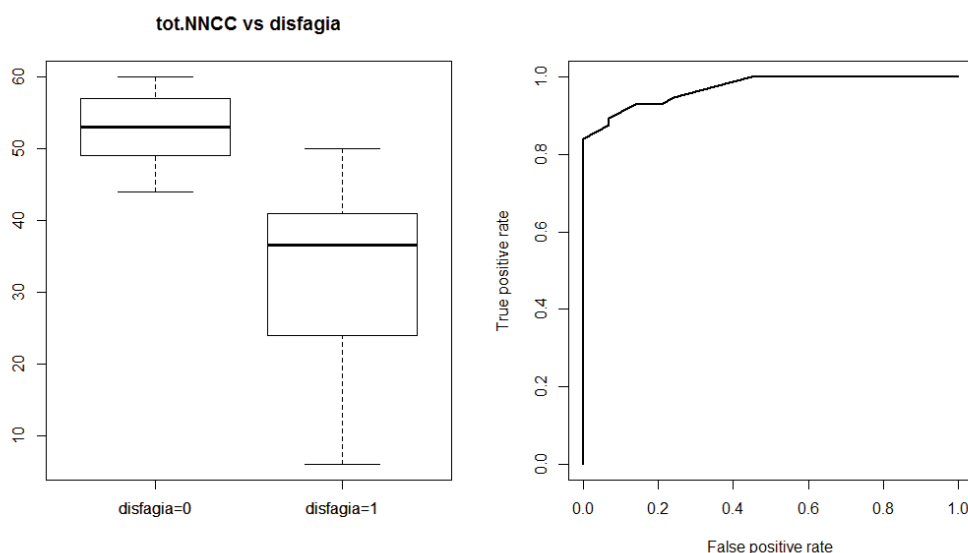 tot.NNCC vs disfagia
60
50
40
30
20
10
disfagia=0 disfagia=1
True positive rate
1.0
0.8
0.6
0.4
0.2
0.0
0.0 0.2 0.4 0.6 0.8 1.0
False positive rate